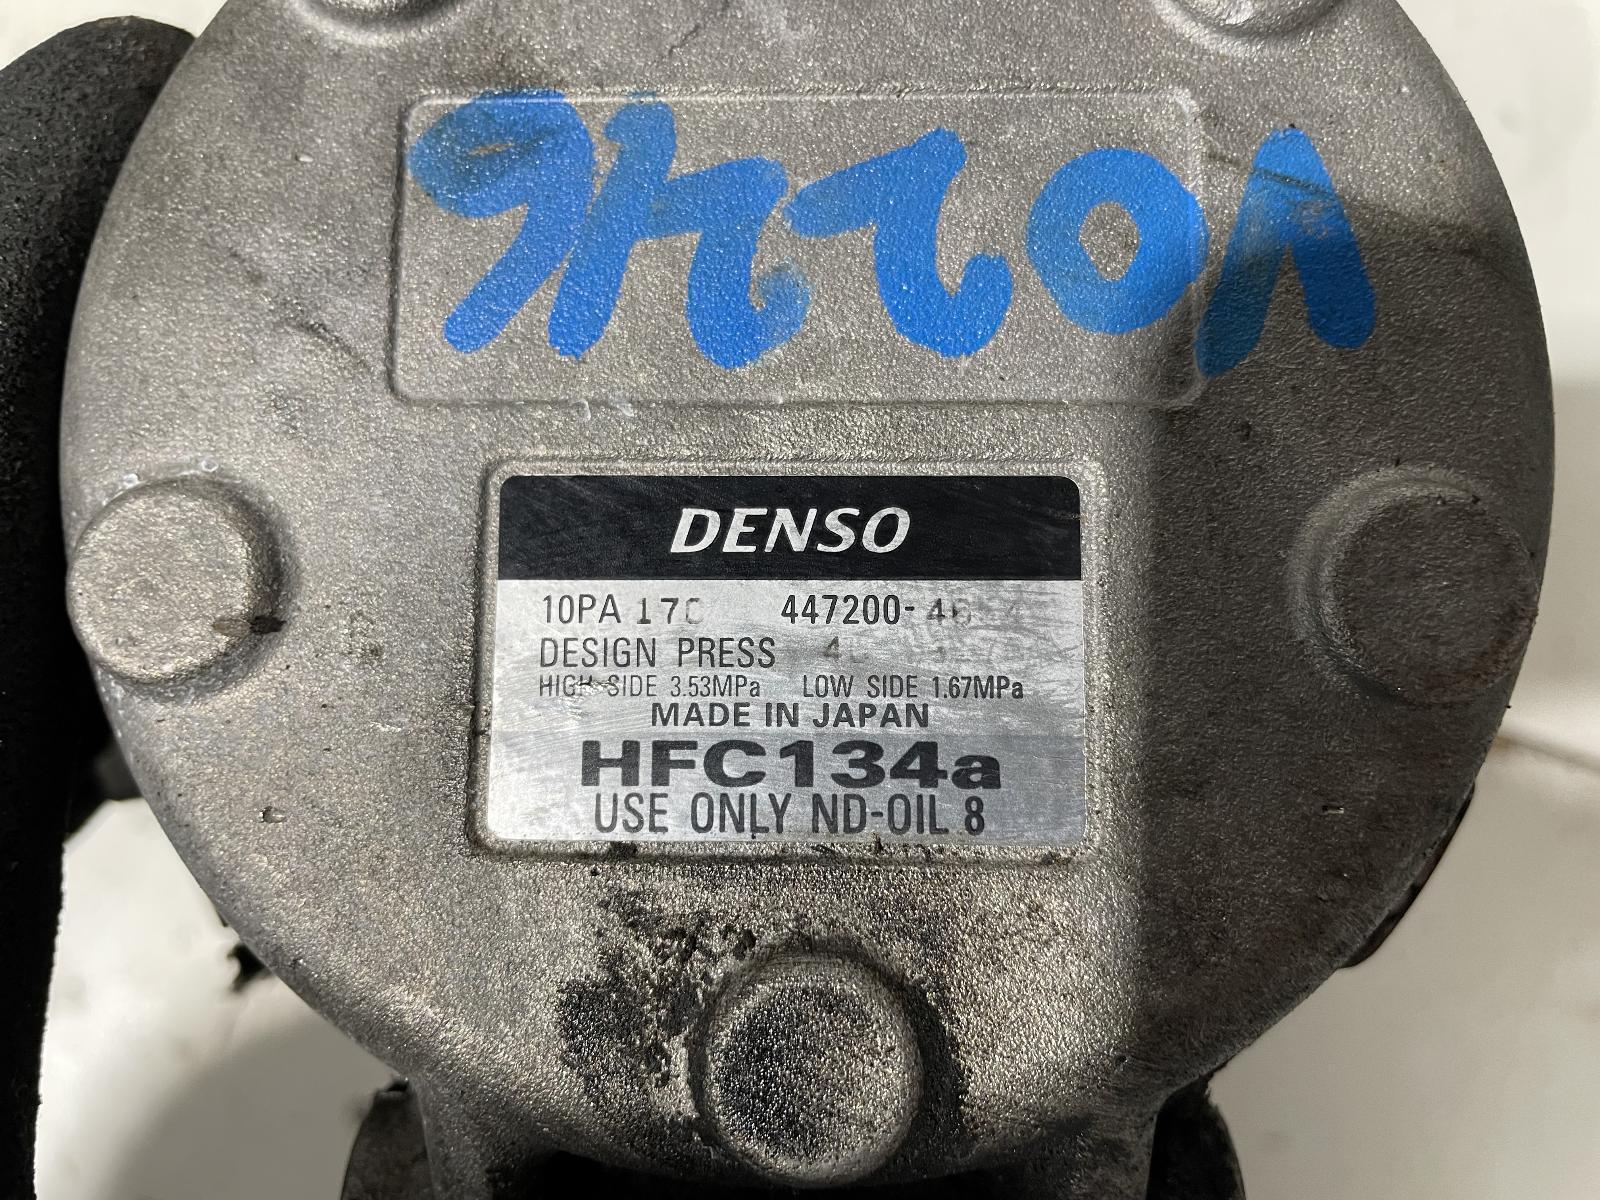 DENSO
10PA 17C 447200-
DESIGN PRESS
HIGH SIDE 3.53MPa LOW SIDE 1.67MPa
MADE IN JAPAN
HFC134a
USE ONLY ND-OIL 8